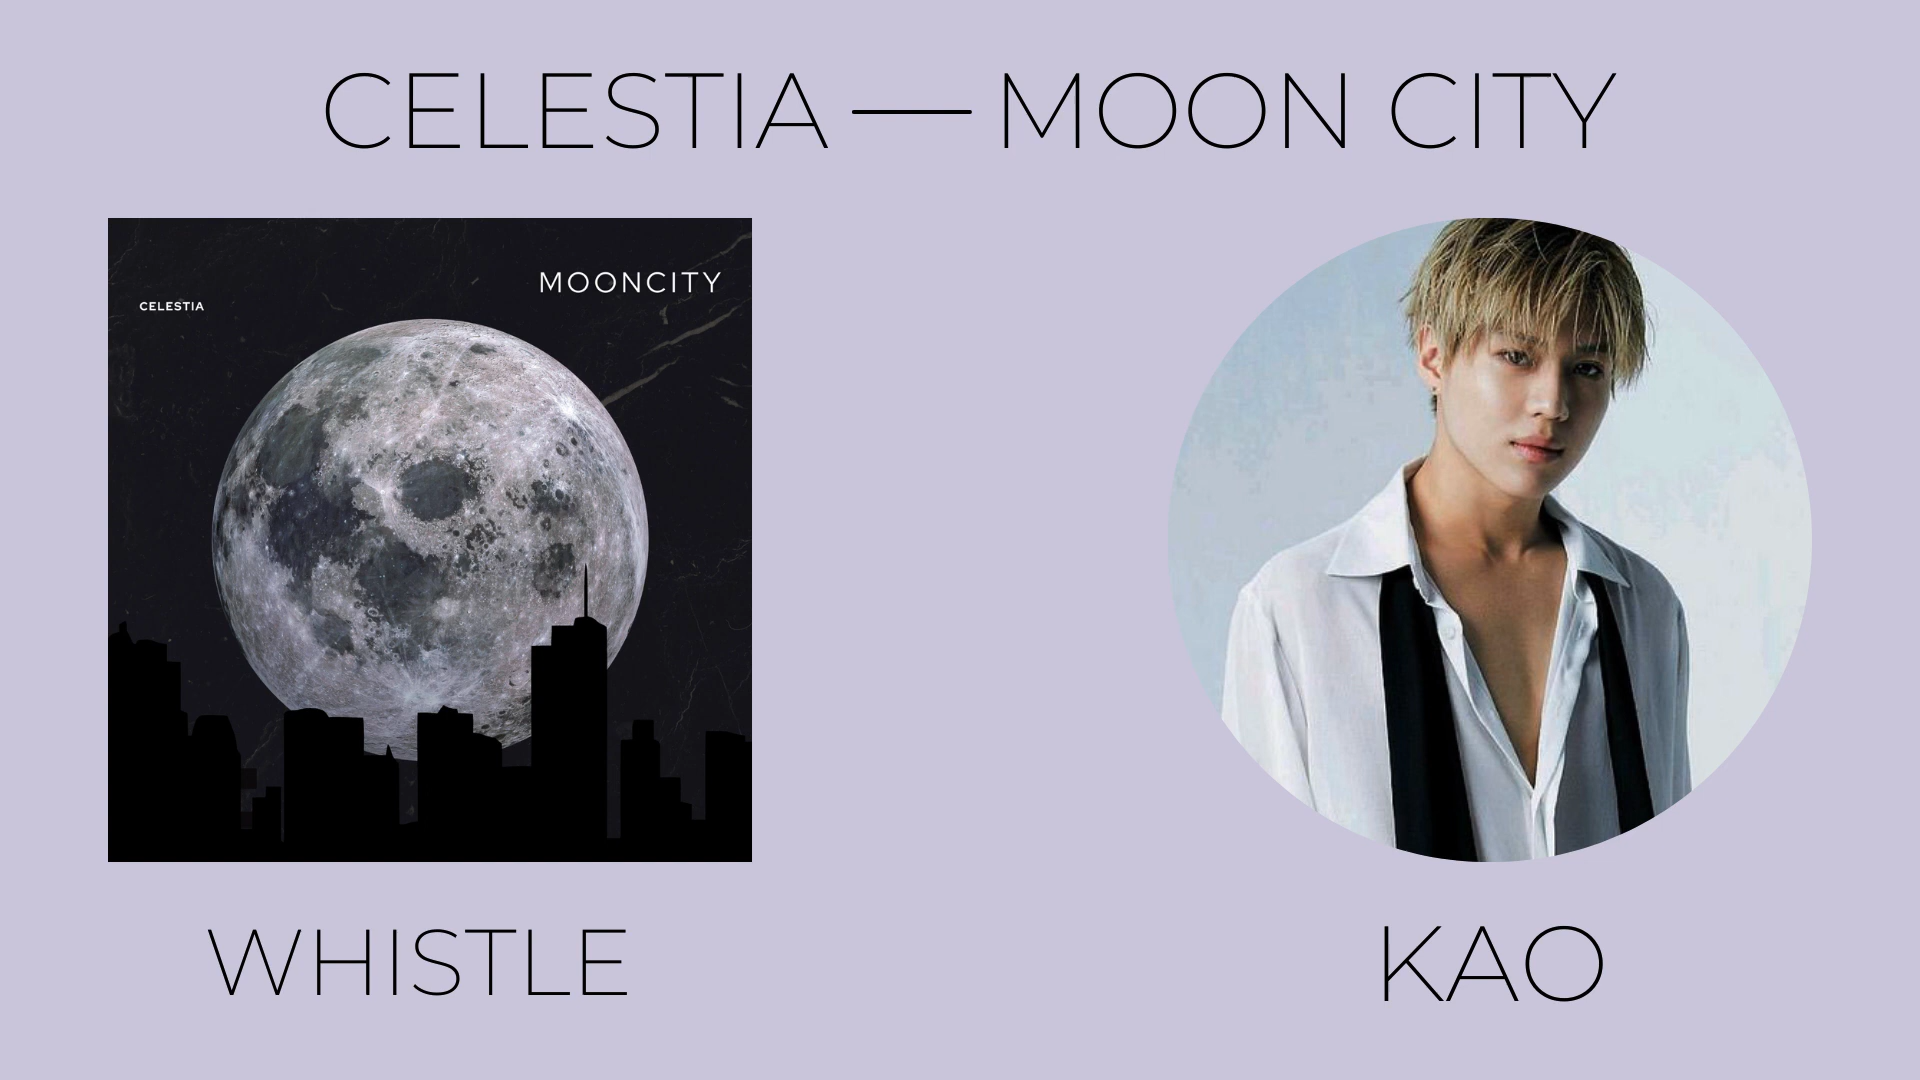 CELESTIA — MOON CITY
MOONCITY
CELESTIA
WHISTLE
KAO